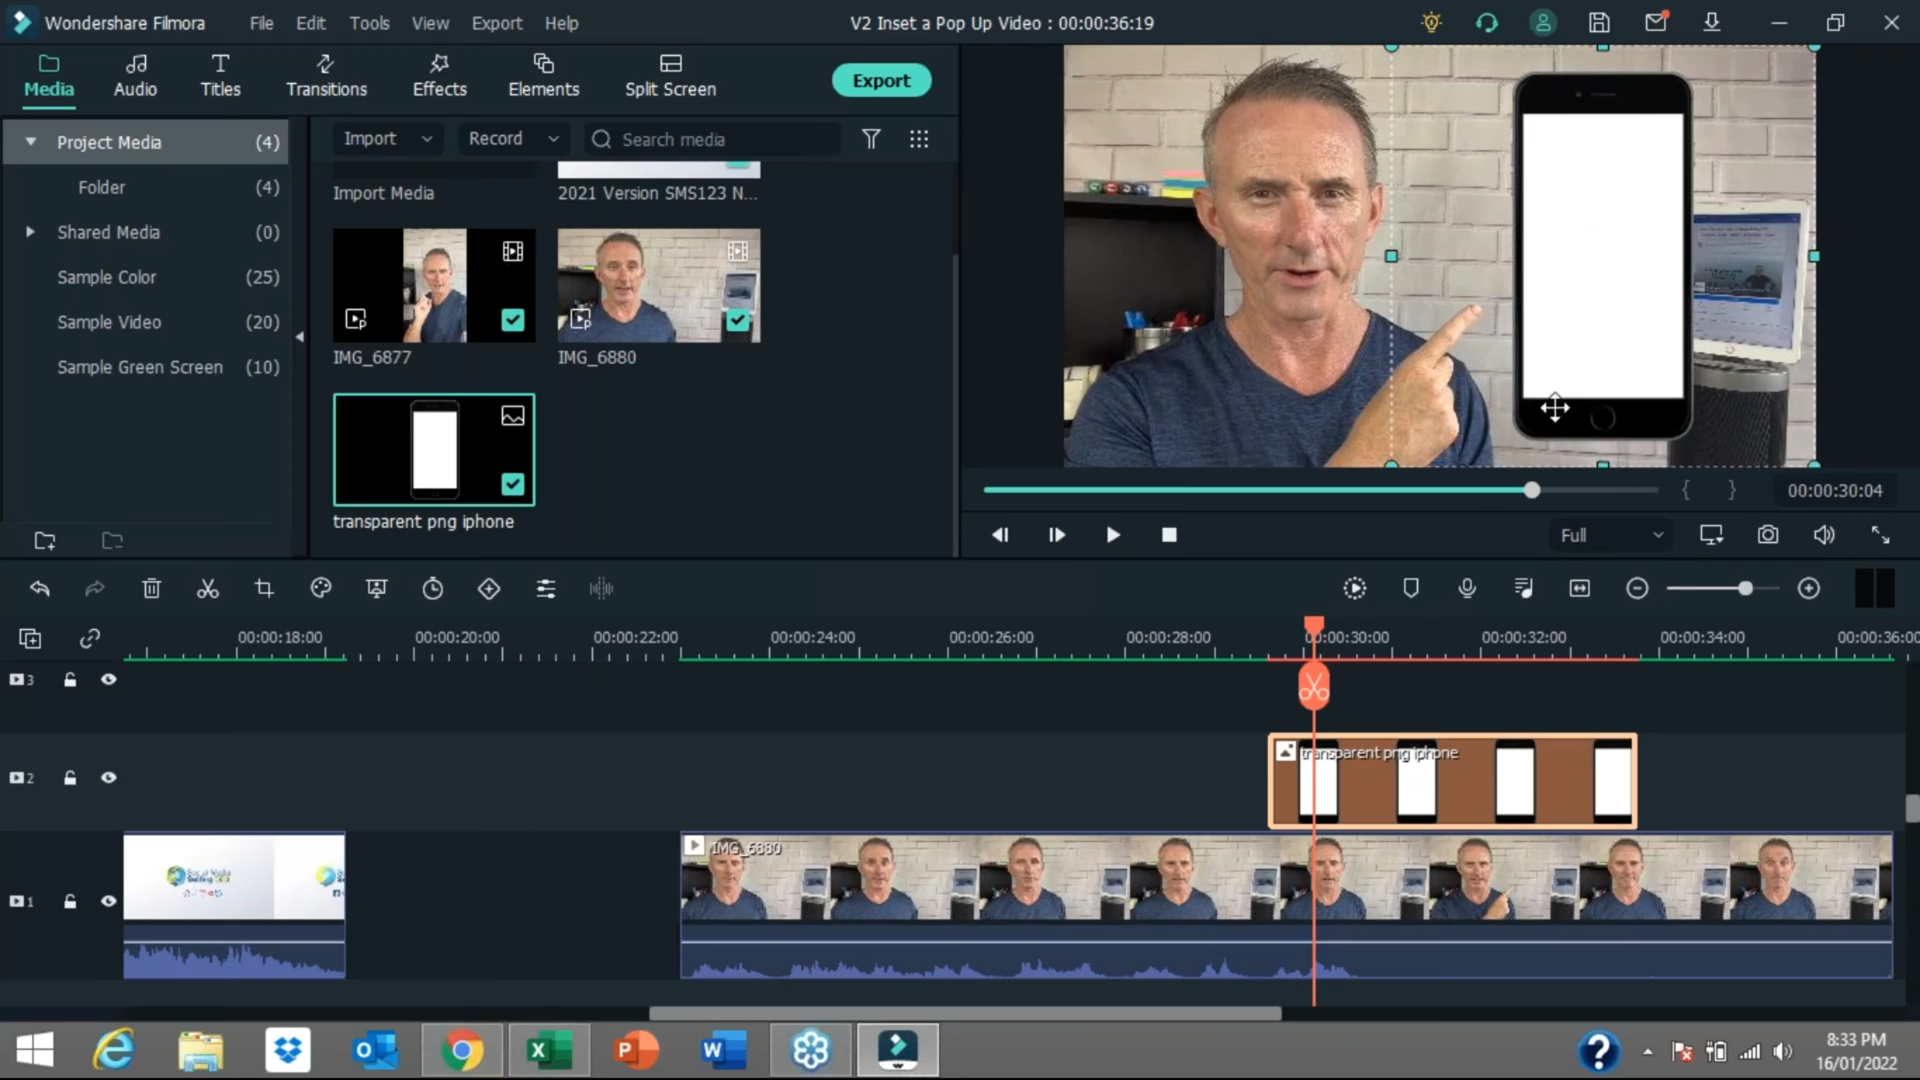 Wondershare Filmora File Edit Tools View Export Help V2 Inset a Pop Up Video : 00:00:36:19
Media Audio Titles Transitions Effects Elements Split Screen Export
Project Media (4)
Folder (4)
Shared Media (0)
Sample Color (25)
Sample Video (20)
Sample Green Screen (10)
Import Record Search media
Import Media 2021 Version SMS123 N...
IMG_6877 IMG_6880
transparent png iphone
{ } 00:00:30:04
Full
00:00:18:00 00:00:20:00 00:00:22:00 00:00:24:00 00:00:26:00 00:00:28:00 00:00:30:00 00:00:32:00 00:00:34:00 00:00:36:00
3
2
transparent png iphone
1
IMG_6880
8:33 PM
16/01/2022